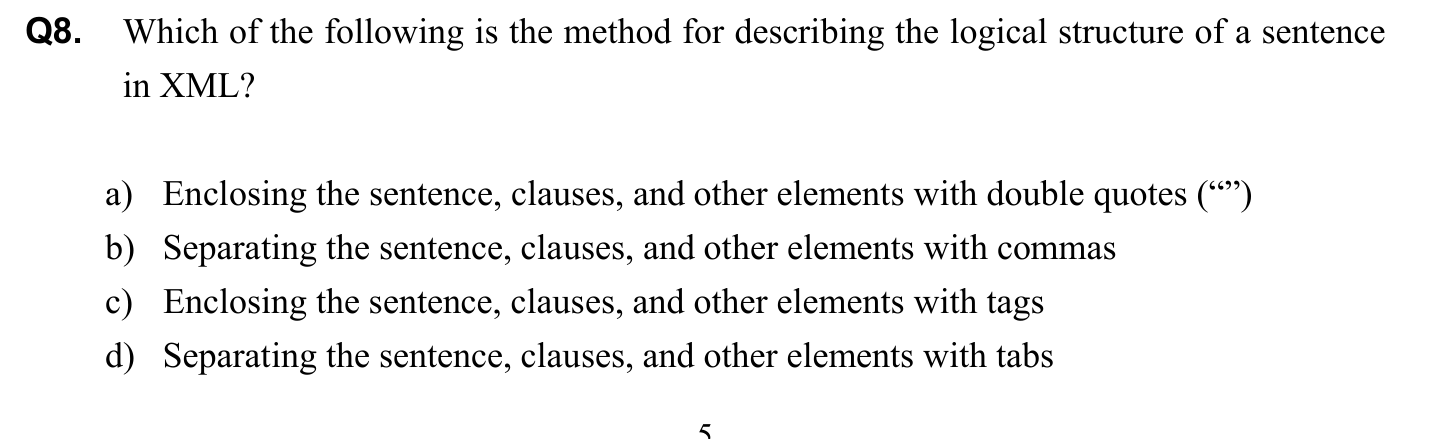 Q8. Which of the following is the method for describing the logical structure of a sentence
in XML?
a) Enclosing the sentence, clauses, and other elements with double quotes (“”)
b) Separating the sentence, clauses, and other elements with commas
c) Enclosing the sentence, clauses, and other elements with tags
d) Separating the sentence, clauses, and other elements with tabs
5